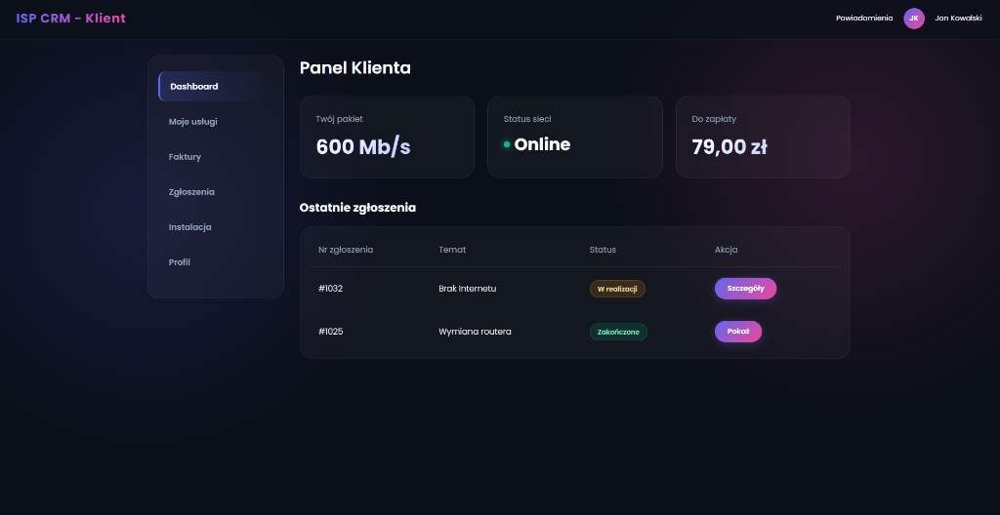 ISP CRM - Klient
Powiadomienia JK Jan Kowalski
Dashboard
Moje usługi
Faktury
Zgłoszenia
Instalacja
Profil
Panel Klienta
Twój pakiet
600 Mb/s
Status sieci
Online
Do zapłaty
79,00 zł
Ostatnie zgłoszenia
Nr zgłoszenia Temat Status Akcja
#1032 Brak Internetu W realizacji Szczegóły
#1025 Wymiana routera Zakończone Pokaż